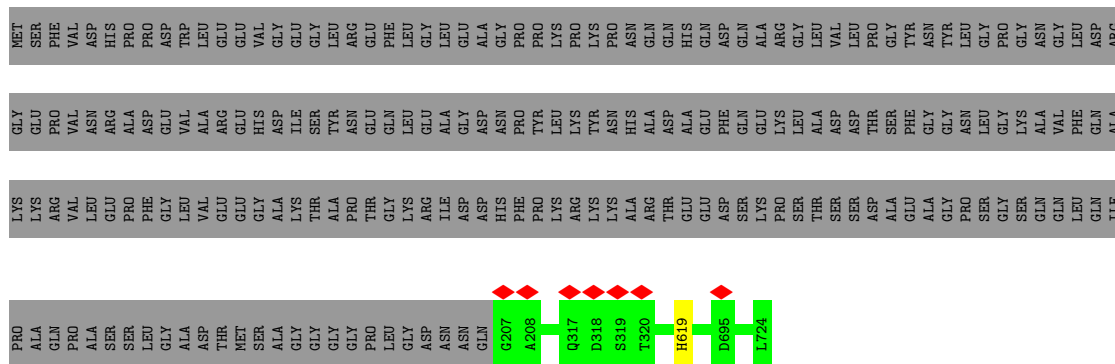 MET SER PHE VAL ASP HIS PRO PRO ASP TRP LEU GLU GLU VAL GLY GLU GLY LEU ARG GLU PHE LEU GLY LEU GLU ALA GLY PRO PRO LYS PRO LYS PRO ASN GLN GLN HIS GLN ASP GLN ALA ARG GLY LEU VAL LEU PRO GLY TYR ASN TYR LEU GLY PRO GLY ASN GLY LEU ASP ARG
GLY GLU PRO VAL ASN ARG ALA ASP GLU VAL ALA ARG GLU HIS ASP ILE SER TYR ASN GLU GLN LEU GLU ALA GLY ASP ASN PRO TYR LEU LYS TYR ASN HIS ALA ASP ALA GLU PHE GLN GLU LYS LEU ALA ASP ASP THR SER PHE GLY GLY ASN LEU GLY LYS ALA VAL PHE GLN ALA
LYS LYS ARG VAL LEU GLU PRO PHE GLY LEU VAL GLU GLU GLY ALA LYS THR ALA PRO THR GLY LYS ARG ILE ASP ASP HIS PHE PRO LYS ARG LYS LYS ALA ARG THR GLU GLU ASP SER LYS PRO SER THR SER SER ASP ALA GLU ALA GLY PRO SER GLY SER GLN GLN LEU GLN ILE
PRO ALA GLN PRO ALA SER SER LEU GLY ALA ASP THR MET SER ALA GLY GLY GLY GLY PRO LEU GLY ASP ASN ASN GLN G207 A208 Q317 D318 S319 T320 H619 D695 L724